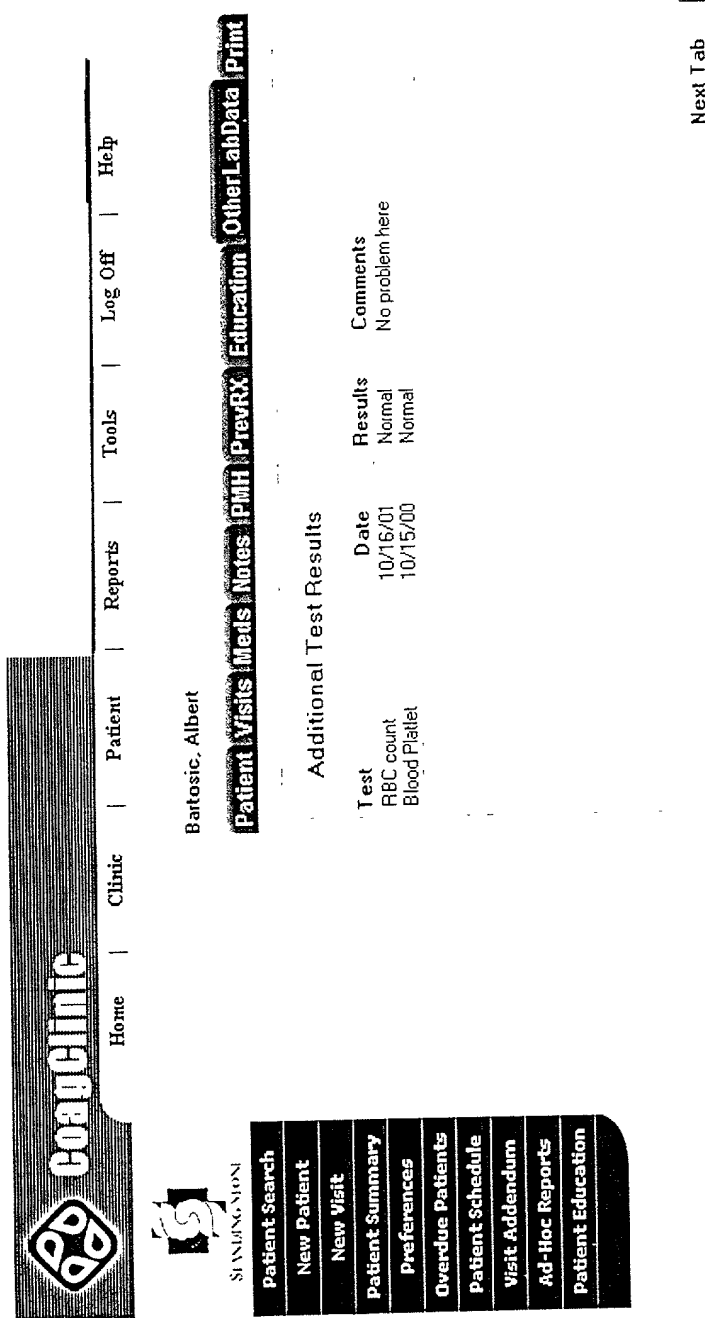 CoagClinic
Home | Clinic | Patient | Reports | Tools | Log Off | Help
STANDINGSTONE
Patient Search
New Patient
New Visit
Patient Summary
Preferences
Overdue Patients
Patient Schedule
Visit Addendum
Ad-Hoc Reports
Patient Education
Bartosic, Albert
Patient Visits Meds Notes PMH PrevRX Education OtherLabData Print
Additional Test Results
Test Date Results Comments
RBC count 10/16/01 Normal No problem here
Blood Platlet 10/15/00 Normal
Next Tab